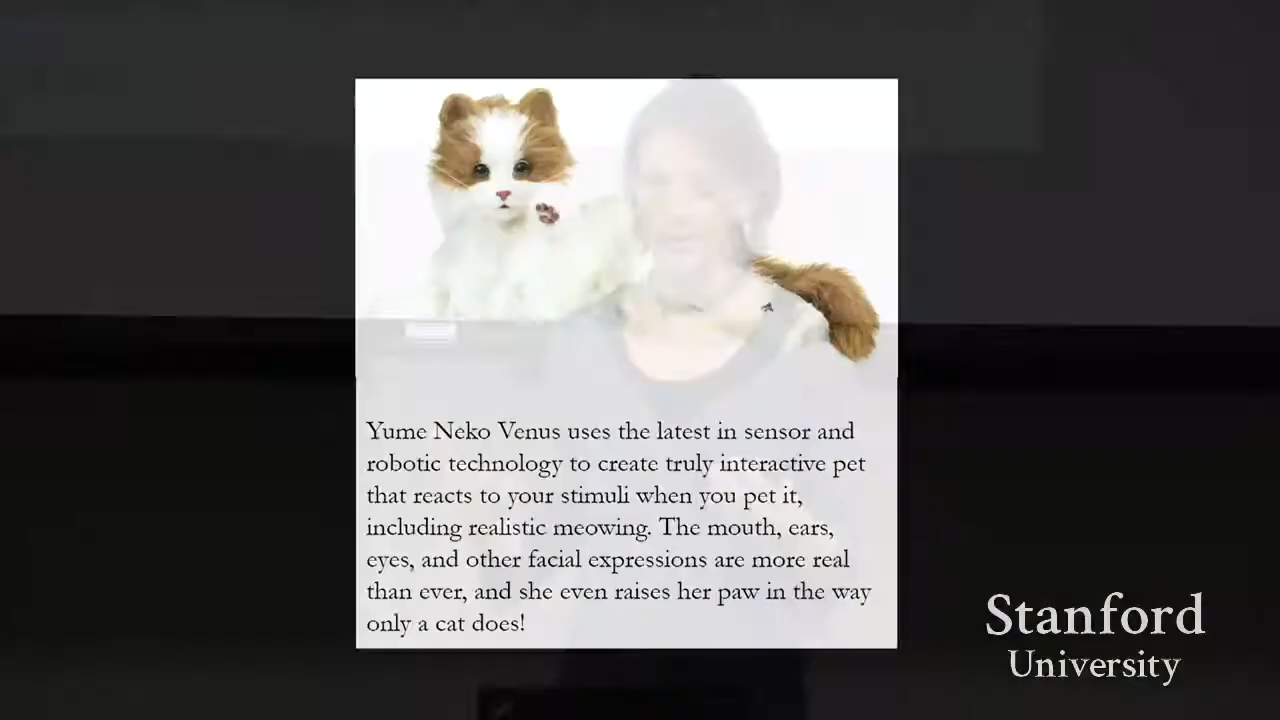 Yume Neko Venus uses the latest in sensor and
robotic technology to create truly interactive pet
that reacts to your stimuli when you pet it,
including realistic meowing. The mouth, ears,
eyes, and other facial expressions are more real
than ever, and she even raises her paw in the way
only a cat does!
Stanford
University